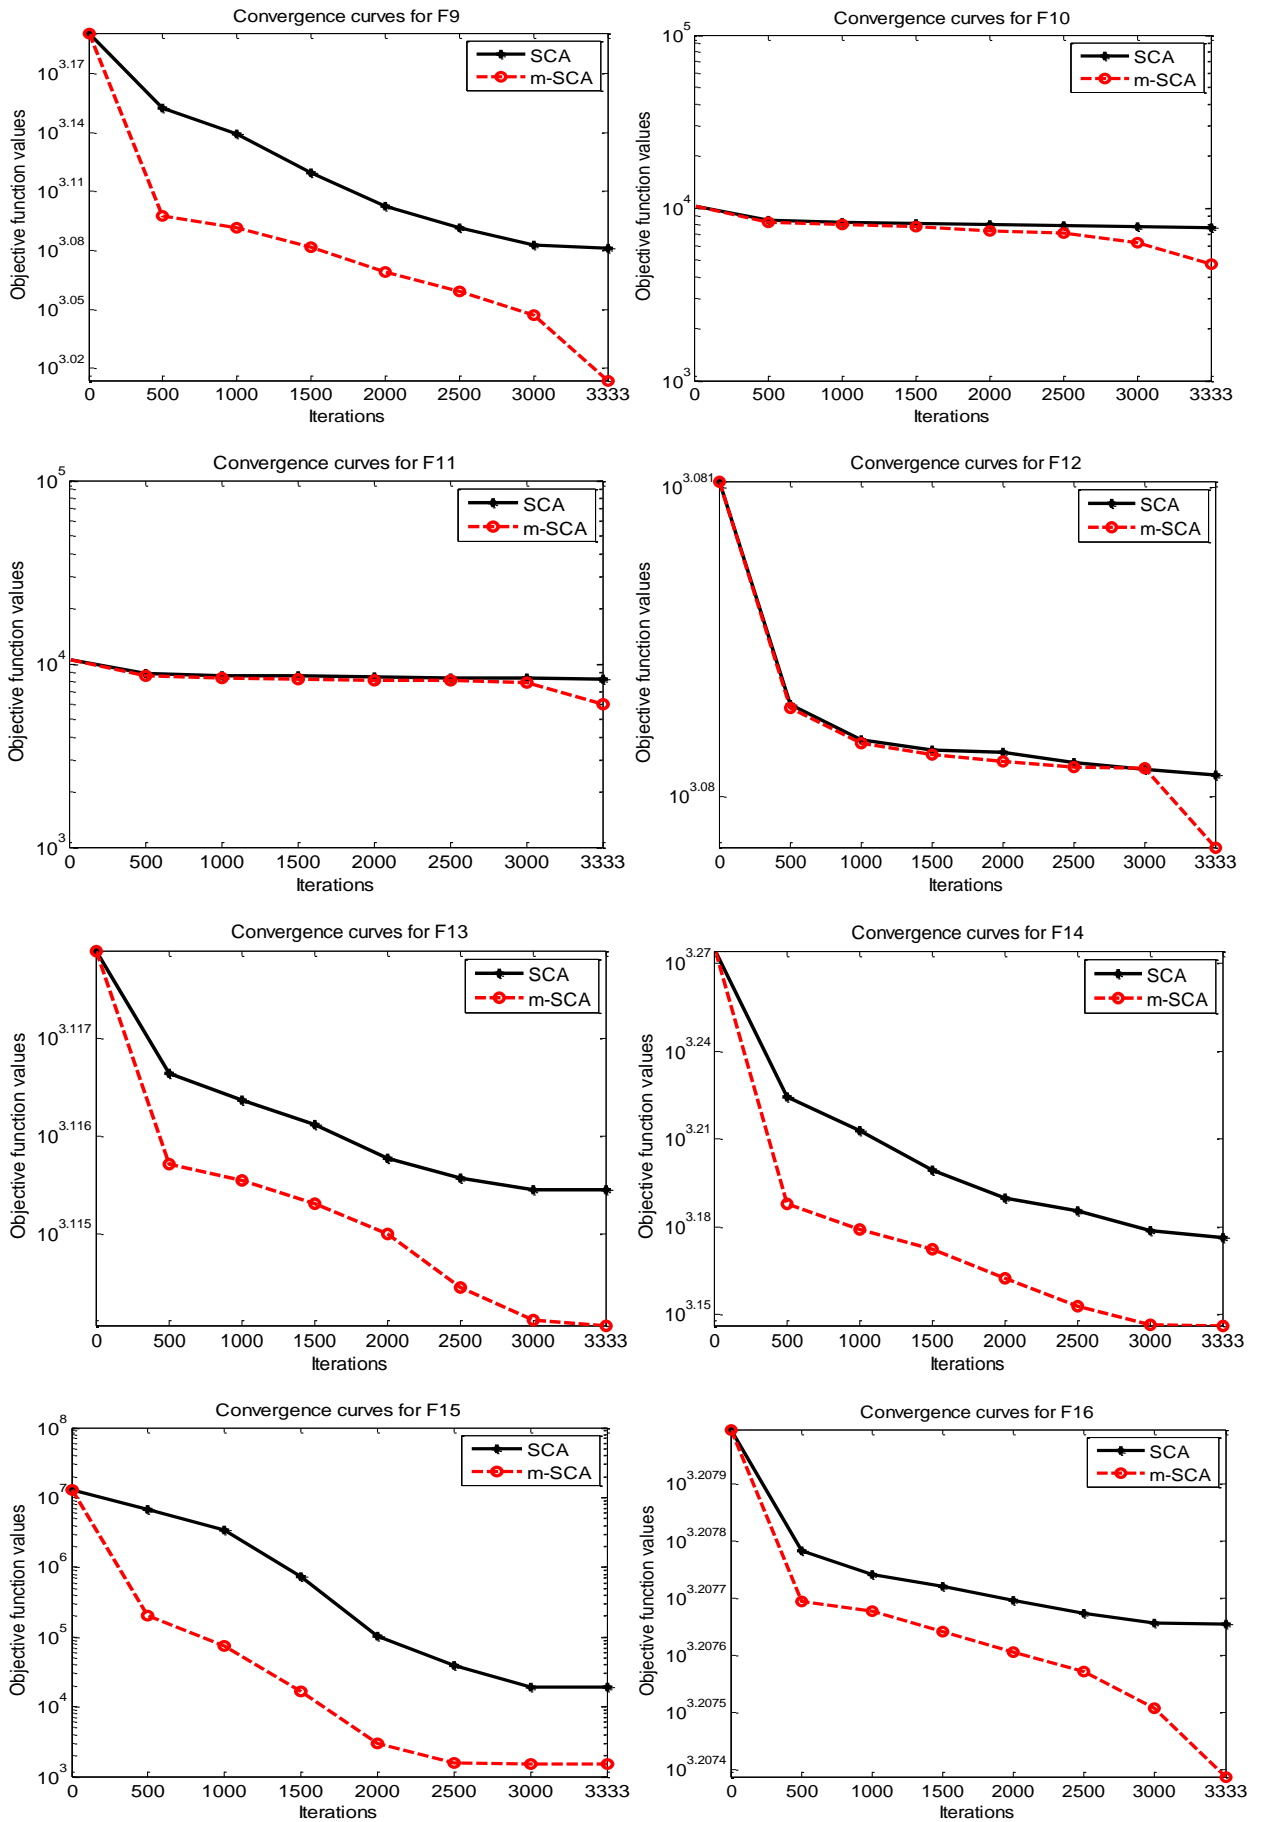 Convergence curves for F9
SCA
m-SCA
Objective function values
10^3.17
10^3.14
10^3.11
10^3.08
10^3.05
10^3.02
0 500 1000 1500 2000 2500 3000 3333
Iterations
Convergence curves for F10
SCA
m-SCA
Objective function values
10^5
10^4
10^3
0 500 1000 1500 2000 2500 3000 3333
Iterations
Convergence curves for F11
SCA
m-SCA
Objective function values
10^5
10^4
10^3
0 500 1000 1500 2000 2500 3000 3333
Iterations
Convergence curves for F12
SCA
m-SCA
Objective function values
10^3.081
10^3.08
0 500 1000 1500 2000 2500 3000 3333
Iterations
Convergence curves for F13
SCA
m-SCA
Objective function values
10^3.117
10^3.116
10^3.115
0 500 1000 1500 2000 2500 3000 3333
Iterations
Convergence curves for F14
SCA
m-SCA
Objective function values
10^3.27
10^3.24
10^3.21
10^3.18
10^3.15
0 500 1000 1500 2000 2500 3000 3333
Iterations
Convergence curves for F15
SCA
m-SCA
Objective function values
10^8
10^7
10^6
10^5
10^4
10^3
0 500 1000 1500 2000 2500 3000 3333
Iterations
Convergence curves for F16
SCA
m-SCA
Objective function values
10^3.2079
10^3.2078
10^3.2077
10^3.2076
10^3.2075
10^3.2074
0 500 1000 1500 2000 2500 3000 3333
Iterations